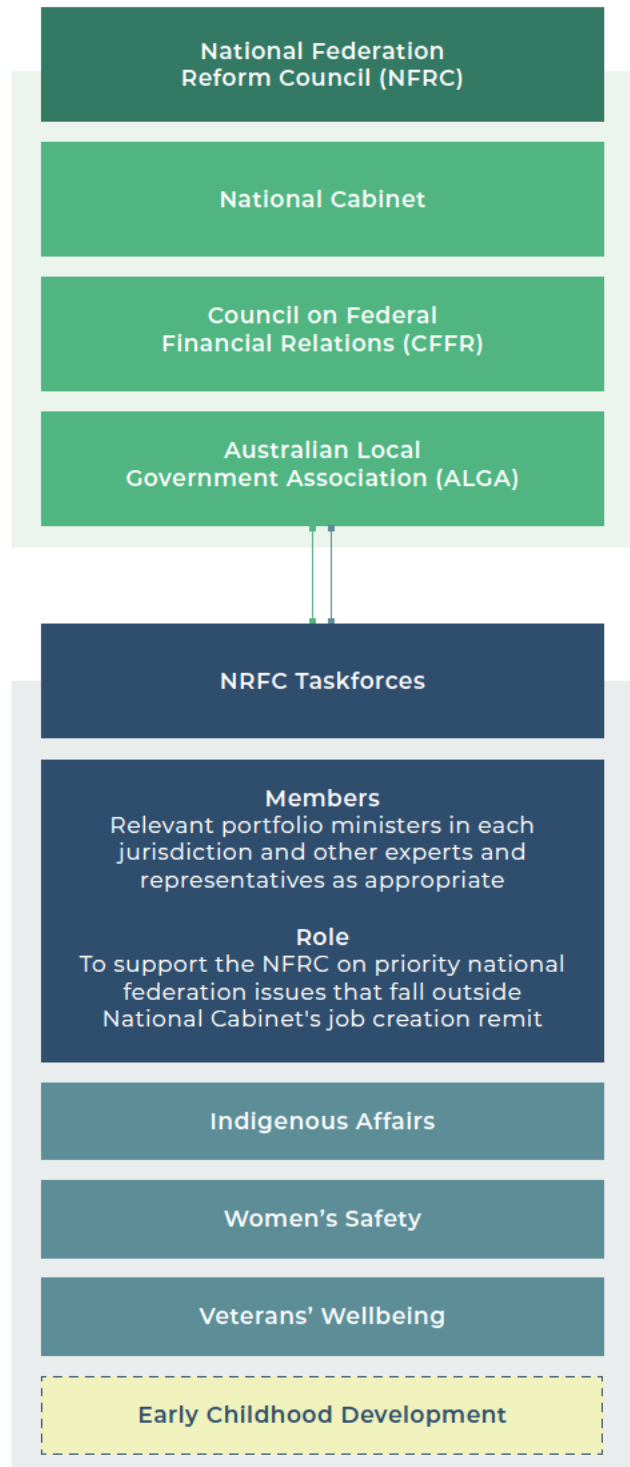 National Federation
Reform Council (NFRC)
National Cabinet
Council on Federal
Financial Relations (CFFR)
Australian Local
Government Association (ALGA)
NRFC Taskforces
Members
Relevant portfolio ministers in each
jurisdiction and other experts and
representatives as appropriate
Role
To support the NFRC on priority national
federation issues that fall outside
National Cabinet's job creation remit
Indigenous Affairs
Women’s Safety
Veterans’ Wellbeing
Early Childhood Development